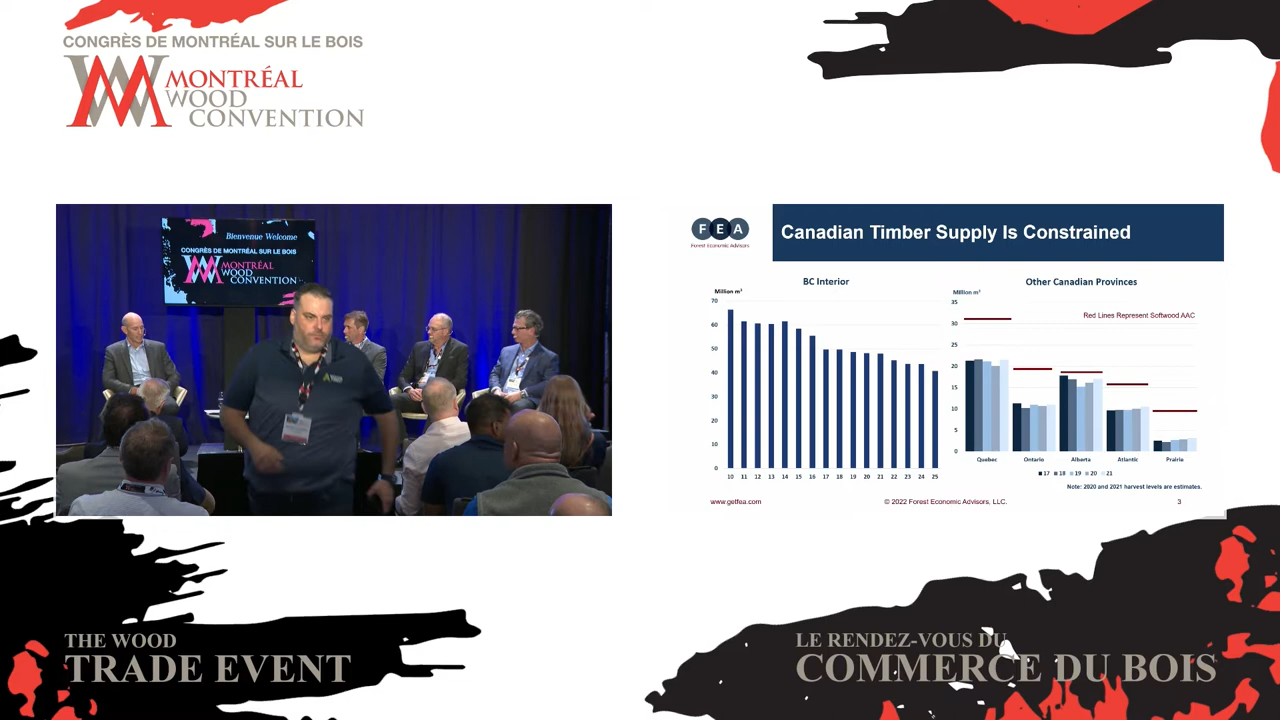 CONGRÈS DE MONTRÉAL SUR LE BOIS
MONTRÉAL
WOOD
CONVENTION
Bienvenue Welcome
CONGRÈS DE MONTRÉAL SUR LE BOIS
MONTRÉAL
WOOD
CONVENTION
FEA
Forest Economic Advisors
Canadian Timber Supply Is Constrained
BC Interior
Million m³
70
60
50
40
30
20
10
0
10 11 12 13 14 15 16 17 18 19 20 21 22 23 24 25
Other Canadian Provinces
Million m³
35
Red Lines Represent Softwood AAC
30
25
20
15
10
5
0
Quebec Ontario Alberta Atlantic Prairie
17 18 19 20 21
Note: 2020 and 2021 harvest levels are estimates.
www.getfea.com © 2022 Forest Economic Advisors, LLC. 3
THE WOOD
TRADE EVENT
LE RENDEZ-VOUS DU
COMMERCE DU BOIS